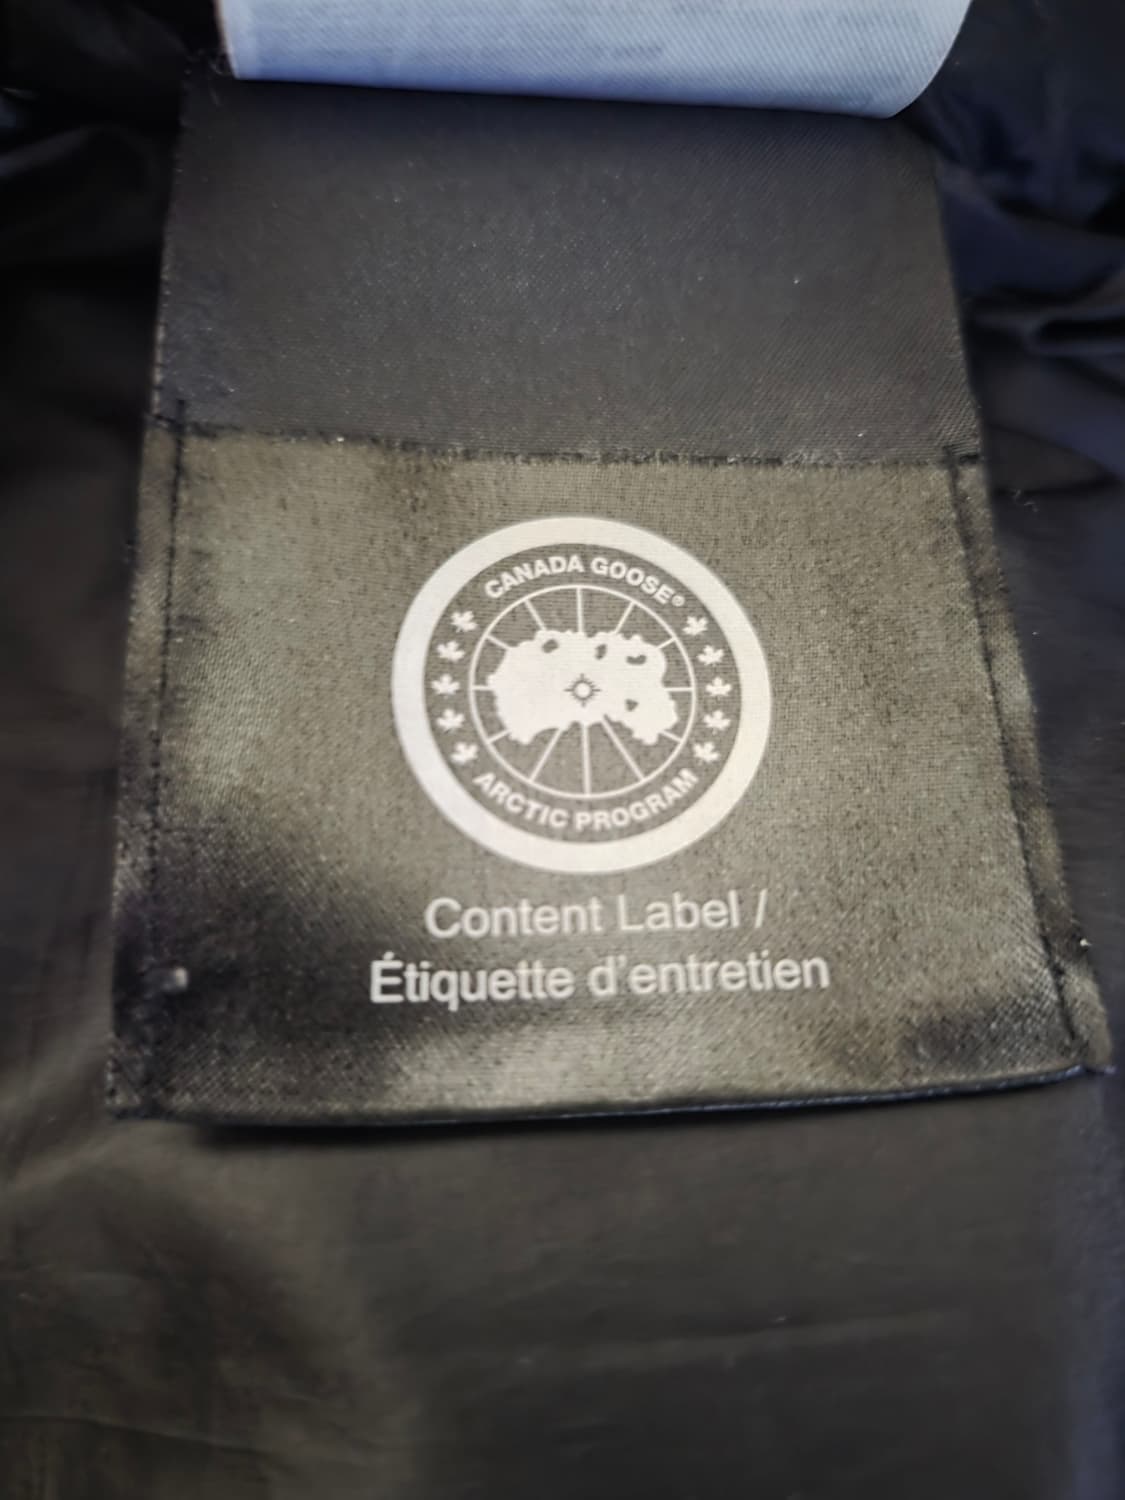 CANADA GOOSE®
ARCTIC PROGRAM
Content Label /
Étiquette d'entretien